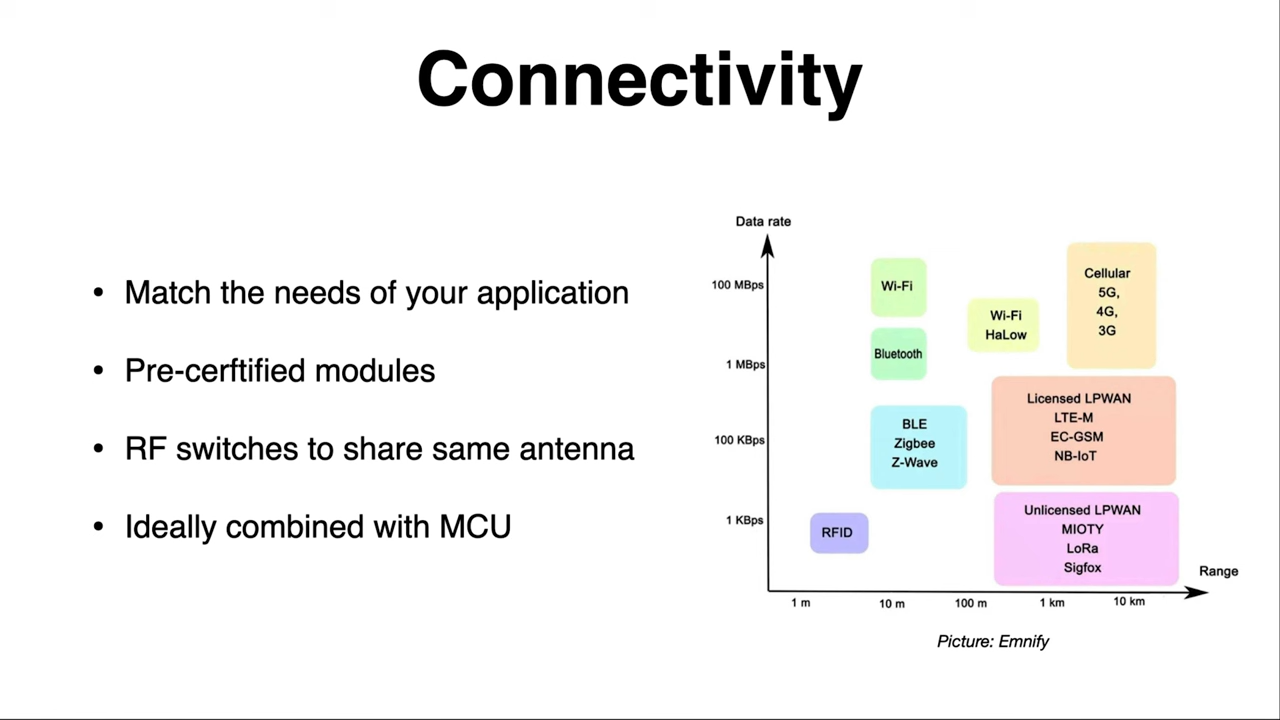 Connectivity
• Match the needs of your application
• Pre-cerftified modules
• RF switches to share same antenna
• Ideally combined with MCU
Data rate
100 MBps
1 MBps
100 KBps
1 KBps
Wi-Fi
Bluetooth
BLE
Zigbee
Z-Wave
RFID
Wi-Fi
HaLow
Cellular
5G,
4G,
3G
Licensed LPWAN
LTE-M
EC-GSM
NB-IoT
Unlicensed LPWAN
MIOTY
LoRa
Sigfox
Range
1 m
10 m
100 m
1 km
10 km
Picture: Emnify